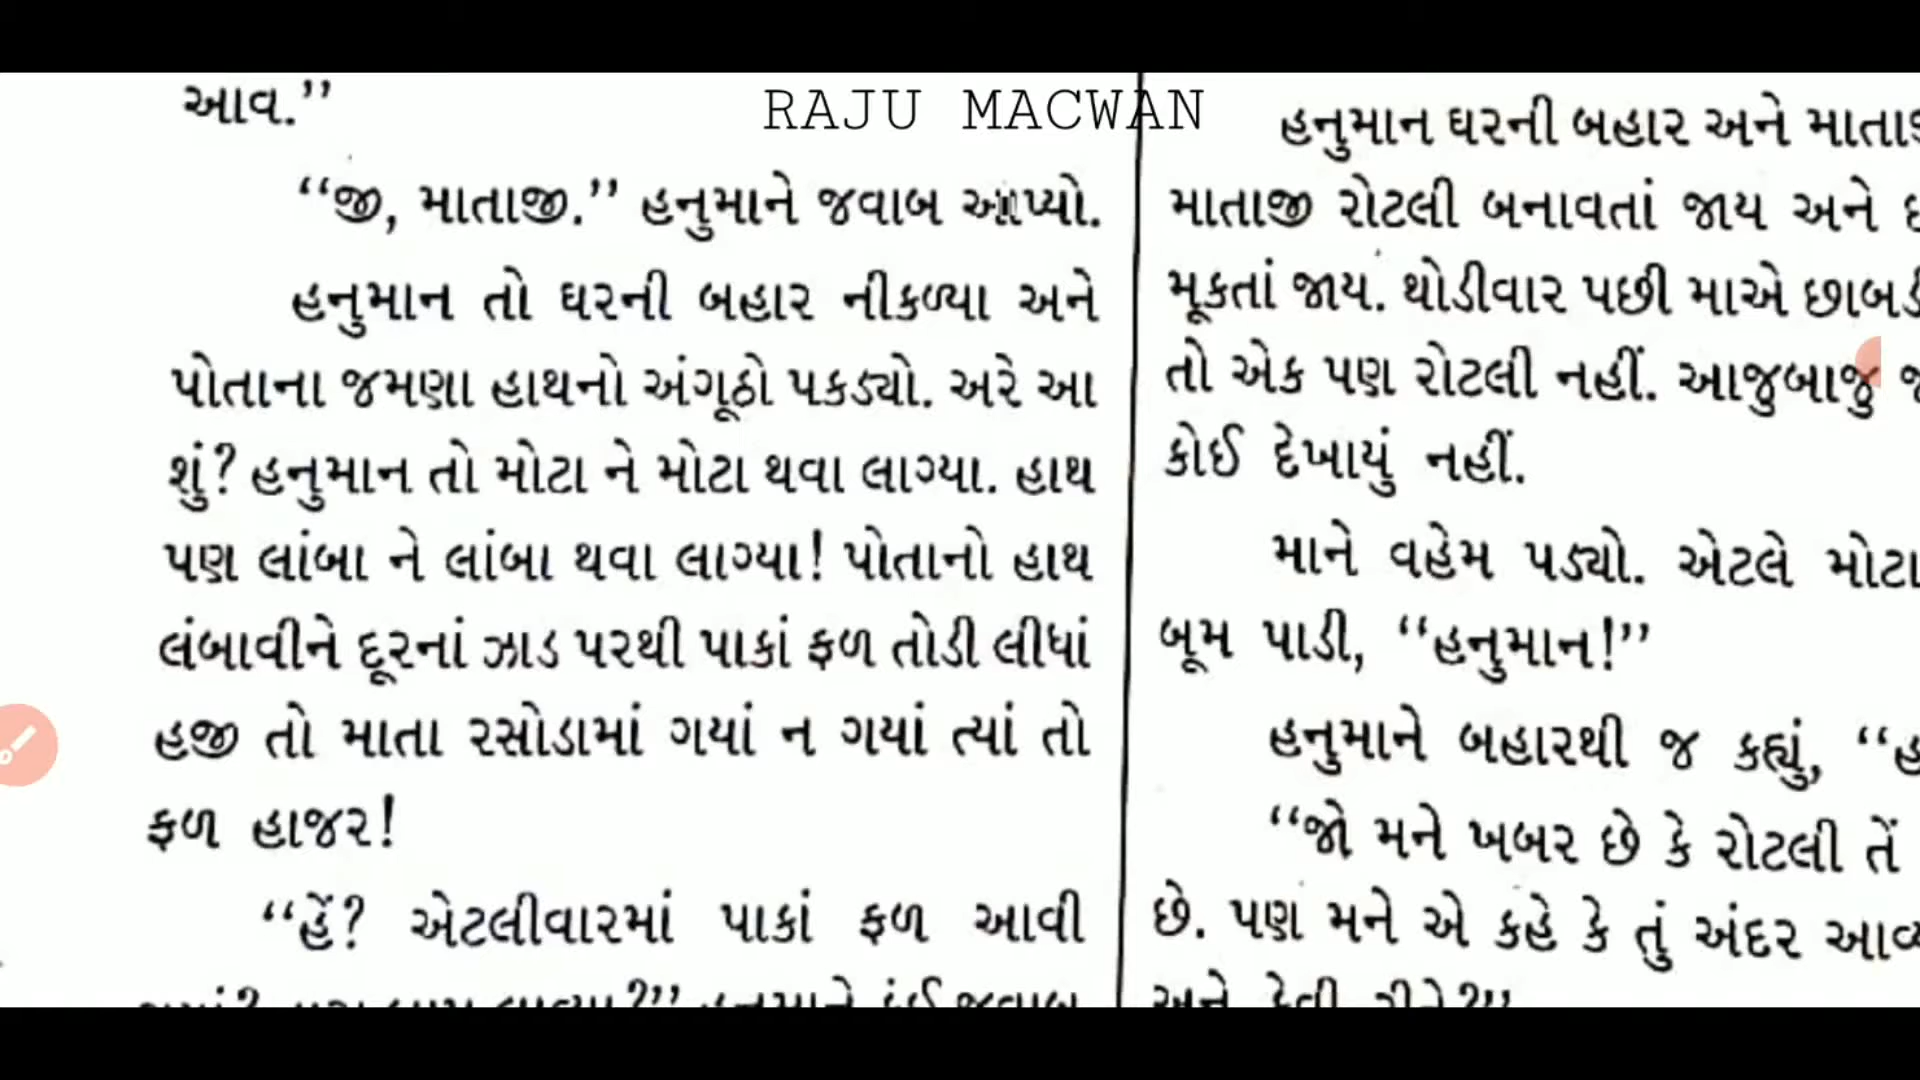 RAJU MACWAN
આવ.”
“જી, માતાજી.” હનુમાને જવાબ આપ્યો.
હનુમાન તો ઘરની બહાર નીકળ્યા અને
પોતાના જમણા હાથનો અંગૂઠો પકડ્યો. અરે આ
શું? હનુમાન તો મોટા ને મોટા થવા લાગ્યા. હાથ
પણ લાંબા ને લાંબા થવા લાગ્યા! પોતાનો હાથ
લંબાવીને દૂરનાં ઝાડ પરથી પાકાં ફળ તોડી લીધાં
હજી તો માતા રસોડામાં ગયાં ન ગયાં ત્યાં તો
ફળ હાજર!
“હેં? એટલીવારમાં પાકાં ફળ આવી
હનુમાન ઘરની બહાર અને
માતાજી રોટલી બનાવતાં જાય અને
મૂકતાં જાય. થોડીવાર પછી માએ
તો એક પણ રોટલી નહીં. આજુબાજુ
કોઈ દેખાયું નહીં.
માને વહેમ પડ્યો. એટલે મોટા
બૂમ પાડી, “હનુમાન!”
હનુમાને બહારથી જ કહ્યું,
“જો મને ખબર છે કે રોટલી તેં
છે. પણ મને એ કહે કે તું અંદર